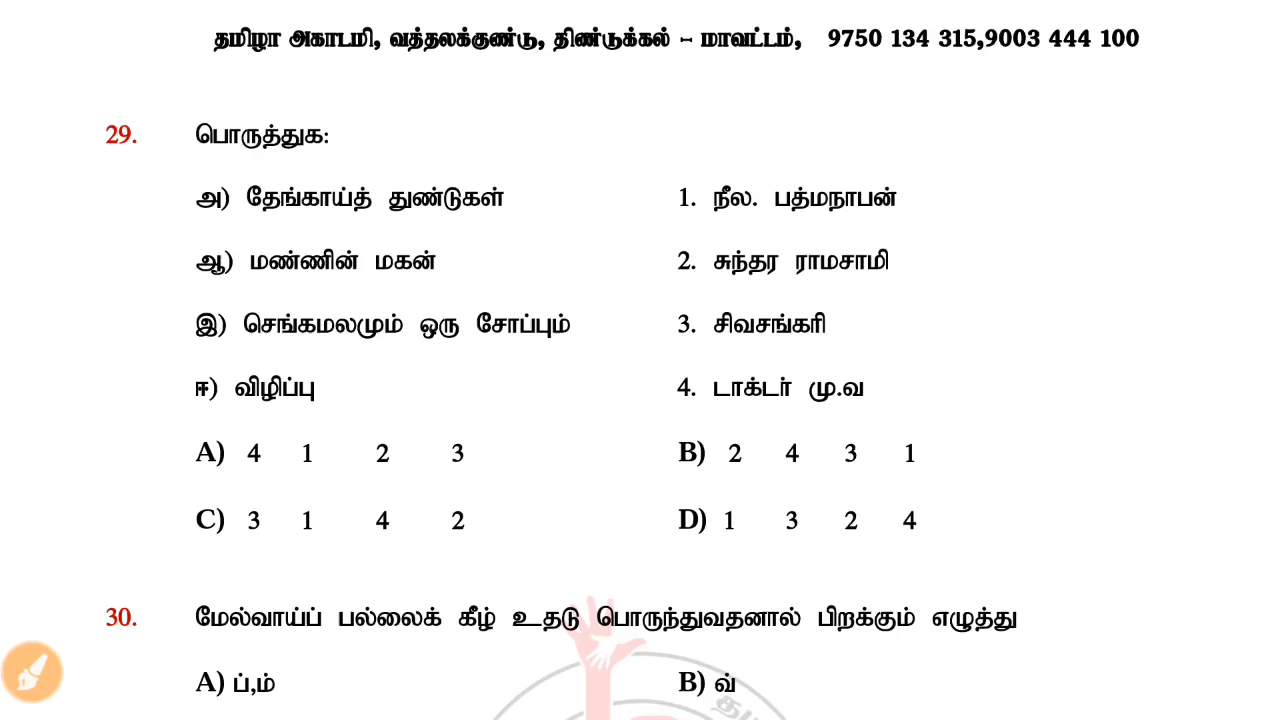 தமிழா அகாடமி, வத்தலக்குண்டு, திண்டுக்கல் - மாவட்டம், 9750 134 315,9003 444 100
29. பொருத்துக:
அ) தேங்காய்த் துண்டுகள் 1. நீல. பத்மநாபன்
ஆ) மண்ணின் மகன் 2. சுந்தர ராமசாமி
இ) செங்கமலமும் ஒரு சோப்பும் 3. சிவசங்கரி
ஈ) விழிப்பு 4. டாக்டர் மு.வ
A) 4 1 2 3 B) 2 4 3 1
C) 3 1 4 2 D) 1 3 2 4
30. மேல்வாய்ப் பல்லைக் கீழ் உதடு பொருந்துவதனால் பிறக்கும் எழுத்து
A) ப்,ம் B) வ்